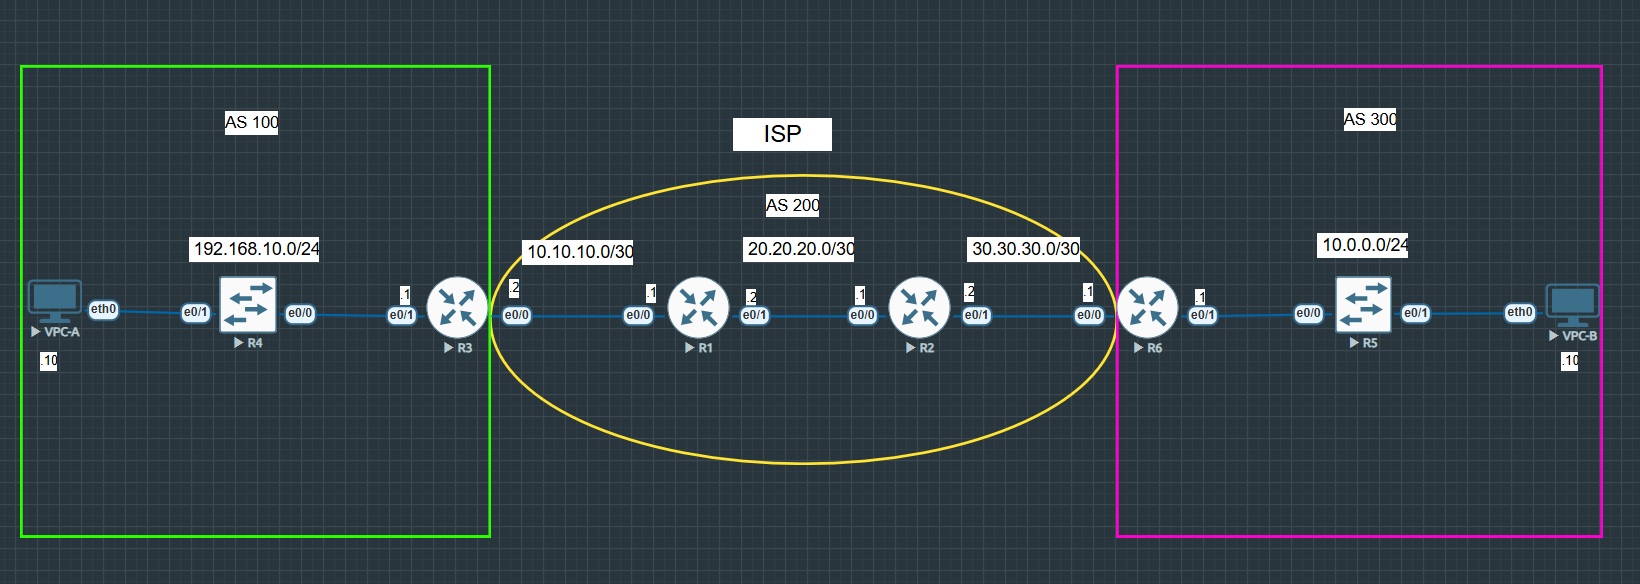 AS 100
ISP
AS 300
AS 200
192.168.10.0/24
10.10.10.0/30
20.20.20.0/30
30.30.30.0/30
10.0.0.0/24
.1
.2
.1
.2
.1
.2
.1
.1
eth0
e0/1
e0/0
e0/1
e0/0
e0/0
e0/1
e0/0
e0/1
e0/0
e0/1
e0/0
e0/1
eth0
VPC-A
R4
R3
R1
R2
R6
R5
VPC-B
.10
.10